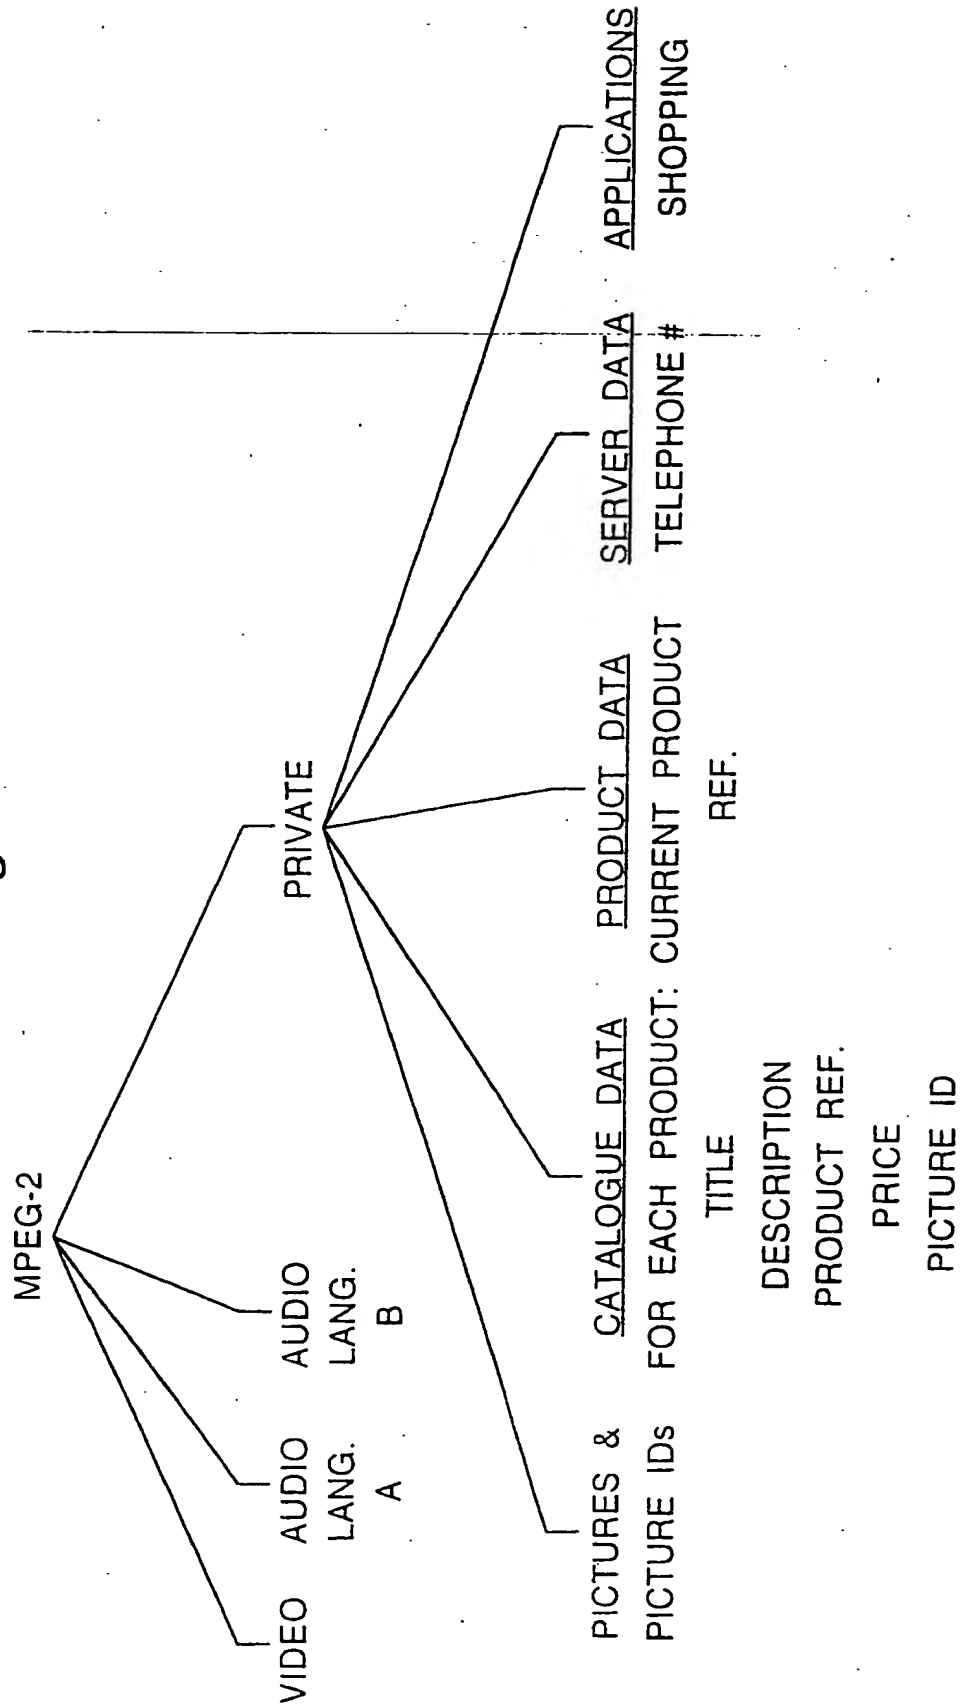 MPEG-2
VIDEO
AUDIO
LANG.
A
AUDIO
LANG.
B
PRIVATE
PICTURES &
PICTURE IDs
CATALOGUE DATA
FOR EACH PRODUCT:
TITLE
DESCRIPTION
PRODUCT REF.
PRICE
PICTURE ID
PRODUCT DATA
CURRENT PRODUCT
REF.
SERVER DATA
TELEPHONE #
APPLICATIONS
SHOPPING